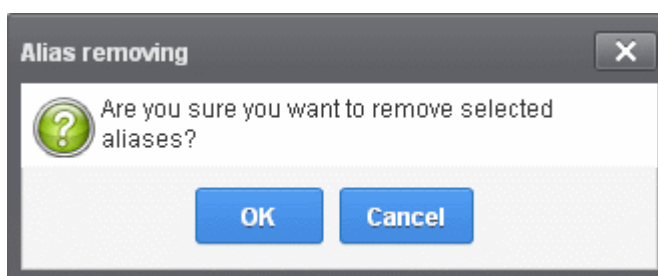 Alias removing
Are you sure you want to remove selected
aliases?
OK
Cancel